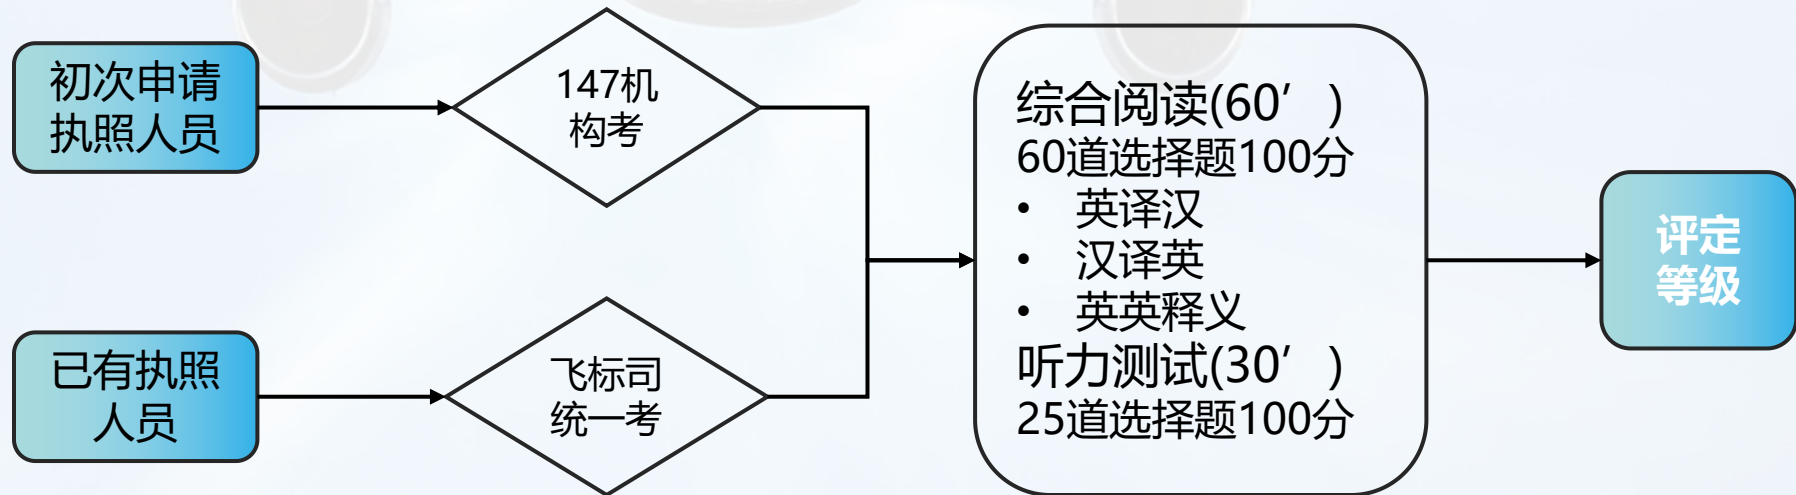 初次申请
执照人员
147机
构考
已有执照
人员
飞标司
统一考
综合阅读(60′ )
60道选择题100分
• 英译汉
• 汉译英
• 英英释义
听力测试(30′ )
25道选择题100分
评定
等级